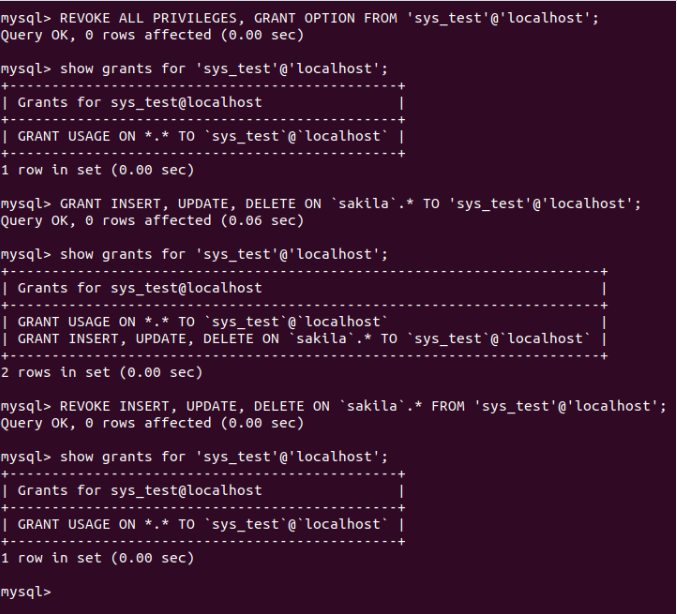 mysql> REVOKE ALL PRIVILEGES, GRANT OPTION FROM 'sys_test'@'localhost';
Query OK, 0 rows affected (0.00 sec)
mysql> show grants for 'sys_test'@'localhost';
+----------------------------------------------+
| Grants for sys_test@localhost                |
+----------------------------------------------+
| GRANT USAGE ON *.* TO `sys_test`@`localhost` |
+----------------------------------------------+
1 row in set (0.00 sec)
mysql> GRANT INSERT, UPDATE, DELETE ON `sakila`.* TO 'sys_test'@'localhost';
Query OK, 0 rows affected (0.06 sec)
mysql> show grants for 'sys_test'@'localhost';
+----------------------------------------------------------------------+
| Grants for sys_test@localhost                                        |
+----------------------------------------------------------------------+
| GRANT USAGE ON *.* TO `sys_test`@`localhost`                         |
| GRANT INSERT, UPDATE, DELETE ON `sakila`.* TO `sys_test`@`localhost` |
+----------------------------------------------------------------------+
2 rows in set (0.00 sec)
mysql> REVOKE INSERT, UPDATE, DELETE ON `sakila`.* FROM 'sys_test'@'localhost';
Query OK, 0 rows affected (0.00 sec)
mysql> show grants for 'sys_test'@'localhost';
+----------------------------------------------+
| Grants for sys_test@localhost                |
+----------------------------------------------+
| GRANT USAGE ON *.* TO `sys_test`@`localhost` |
+----------------------------------------------+
1 row in set (0.00 sec)
mysql>